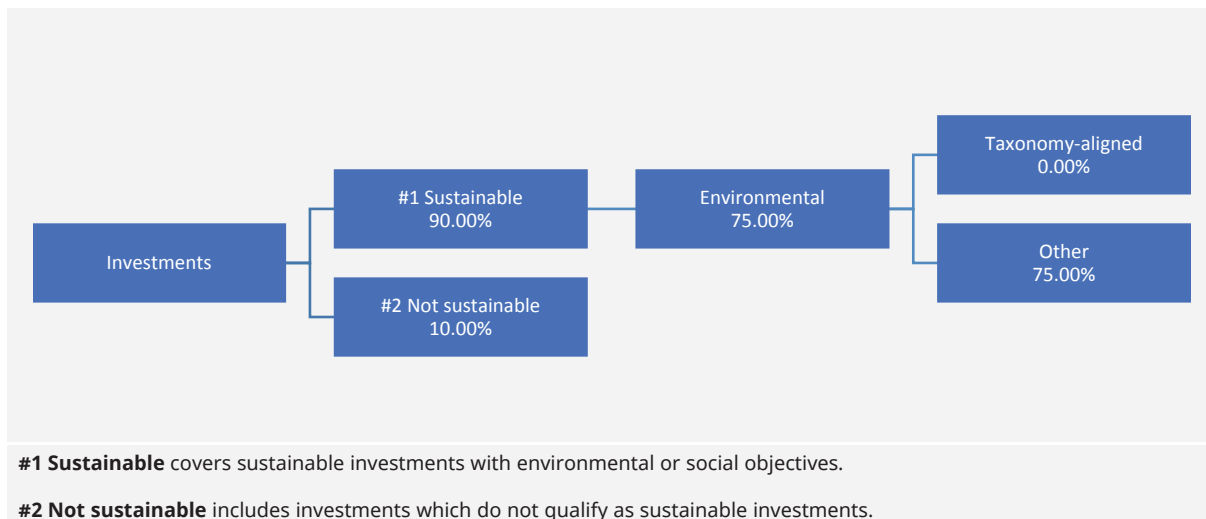 Investments
#1 Sustainable
90.00%
#2 Not sustainable
10.00%
Environmental
75.00%
Taxonomy-aligned
0.00%
Other
75.00%
#1 Sustainable covers sustainable investments with environmental or social objectives.
#2 Not sustainable includes investments which do not qualify as sustainable investments.